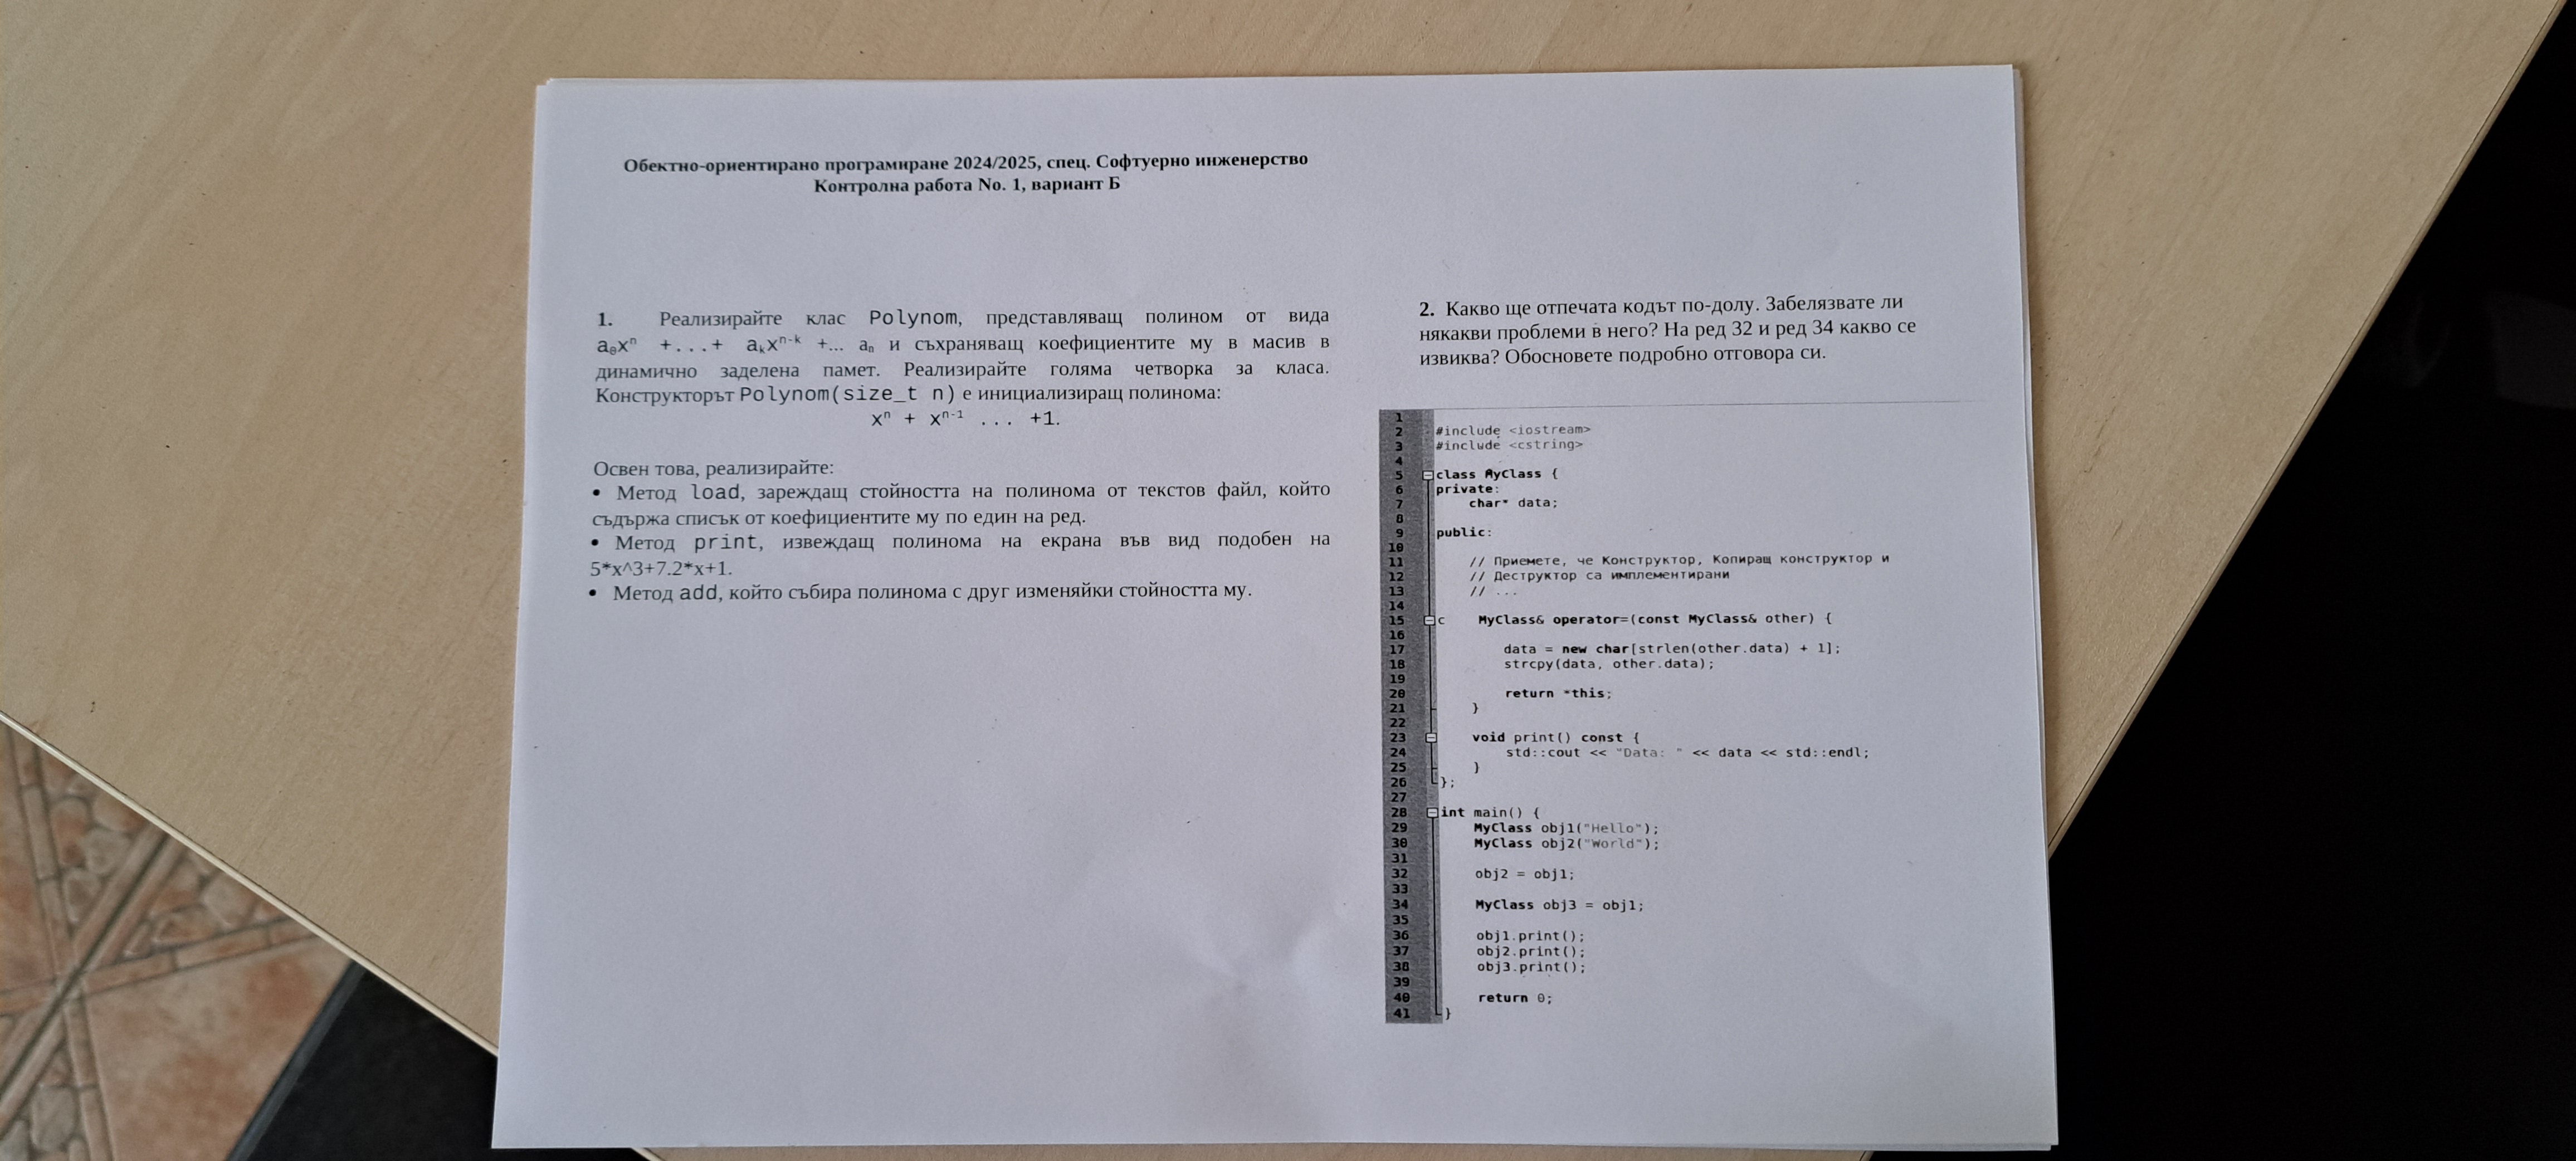 Обектно-ориентирано програмиране 2024/2025, спец. Софтуерно инженерство
Контролна работа No. 1, вариант Б
1. Реализирайте клас Polynom, представляващ полином от вида
a₀xⁿ +...+ aₖxⁿ⁻ᵏ +... aₙ и съхраняващ коефициентите му в масив в
динамично заделена памет. Реализирайте голяма четворка за класа.
Конструкторът Polynom(size_t n) е инициализиращ полинома:
xⁿ + xⁿ⁻¹ ... +1.
Освен това, реализирайте:
• Метод load, зареждащ стойността на полинома от текстов файл, който
съдържа списък от коефициентите му по един на ред.
• Метод print, извеждащ полинома на екрана във вид подобен на
5*x^3+7.2*x+1.
• Метод add, който събира полинома с друг изменяйки стойността му.
2. Какво ще отпечата кодът по-долу. Забелязвате ли
някакви проблеми в него? На ред 32 и ред 34 какво се
извиква? Обосновете подробно отговора си.
1
2 #include <iostream>
3 #include <cstring>
4
5 class MyClass {
6 private:
7 char* data;
8
9 public:
10
11 // Приемете, че Конструктор, Копиращ конструктор и
12 // Деструктор са имплементирани
13 // ...
14
15 c MyClass& operator=(const MyClass& other) {
16
17 data = new char[strlen(other.data) + 1];
18 strcpy(data, other.data);
19
20 return *this;
21 }
22
23 void print() const {
24 std::cout << "Data: " << data << std::endl;
25 }
26 };
27
28 int main() {
29 MyClass obj1("Hello");
30 MyClass obj2("World");
31
32 obj2 = obj1;
33
34 MyClass obj3 = obj1;
35
36 obj1.print();
37 obj2.print();
38 obj3.print();
39
40 return 0;
41 }